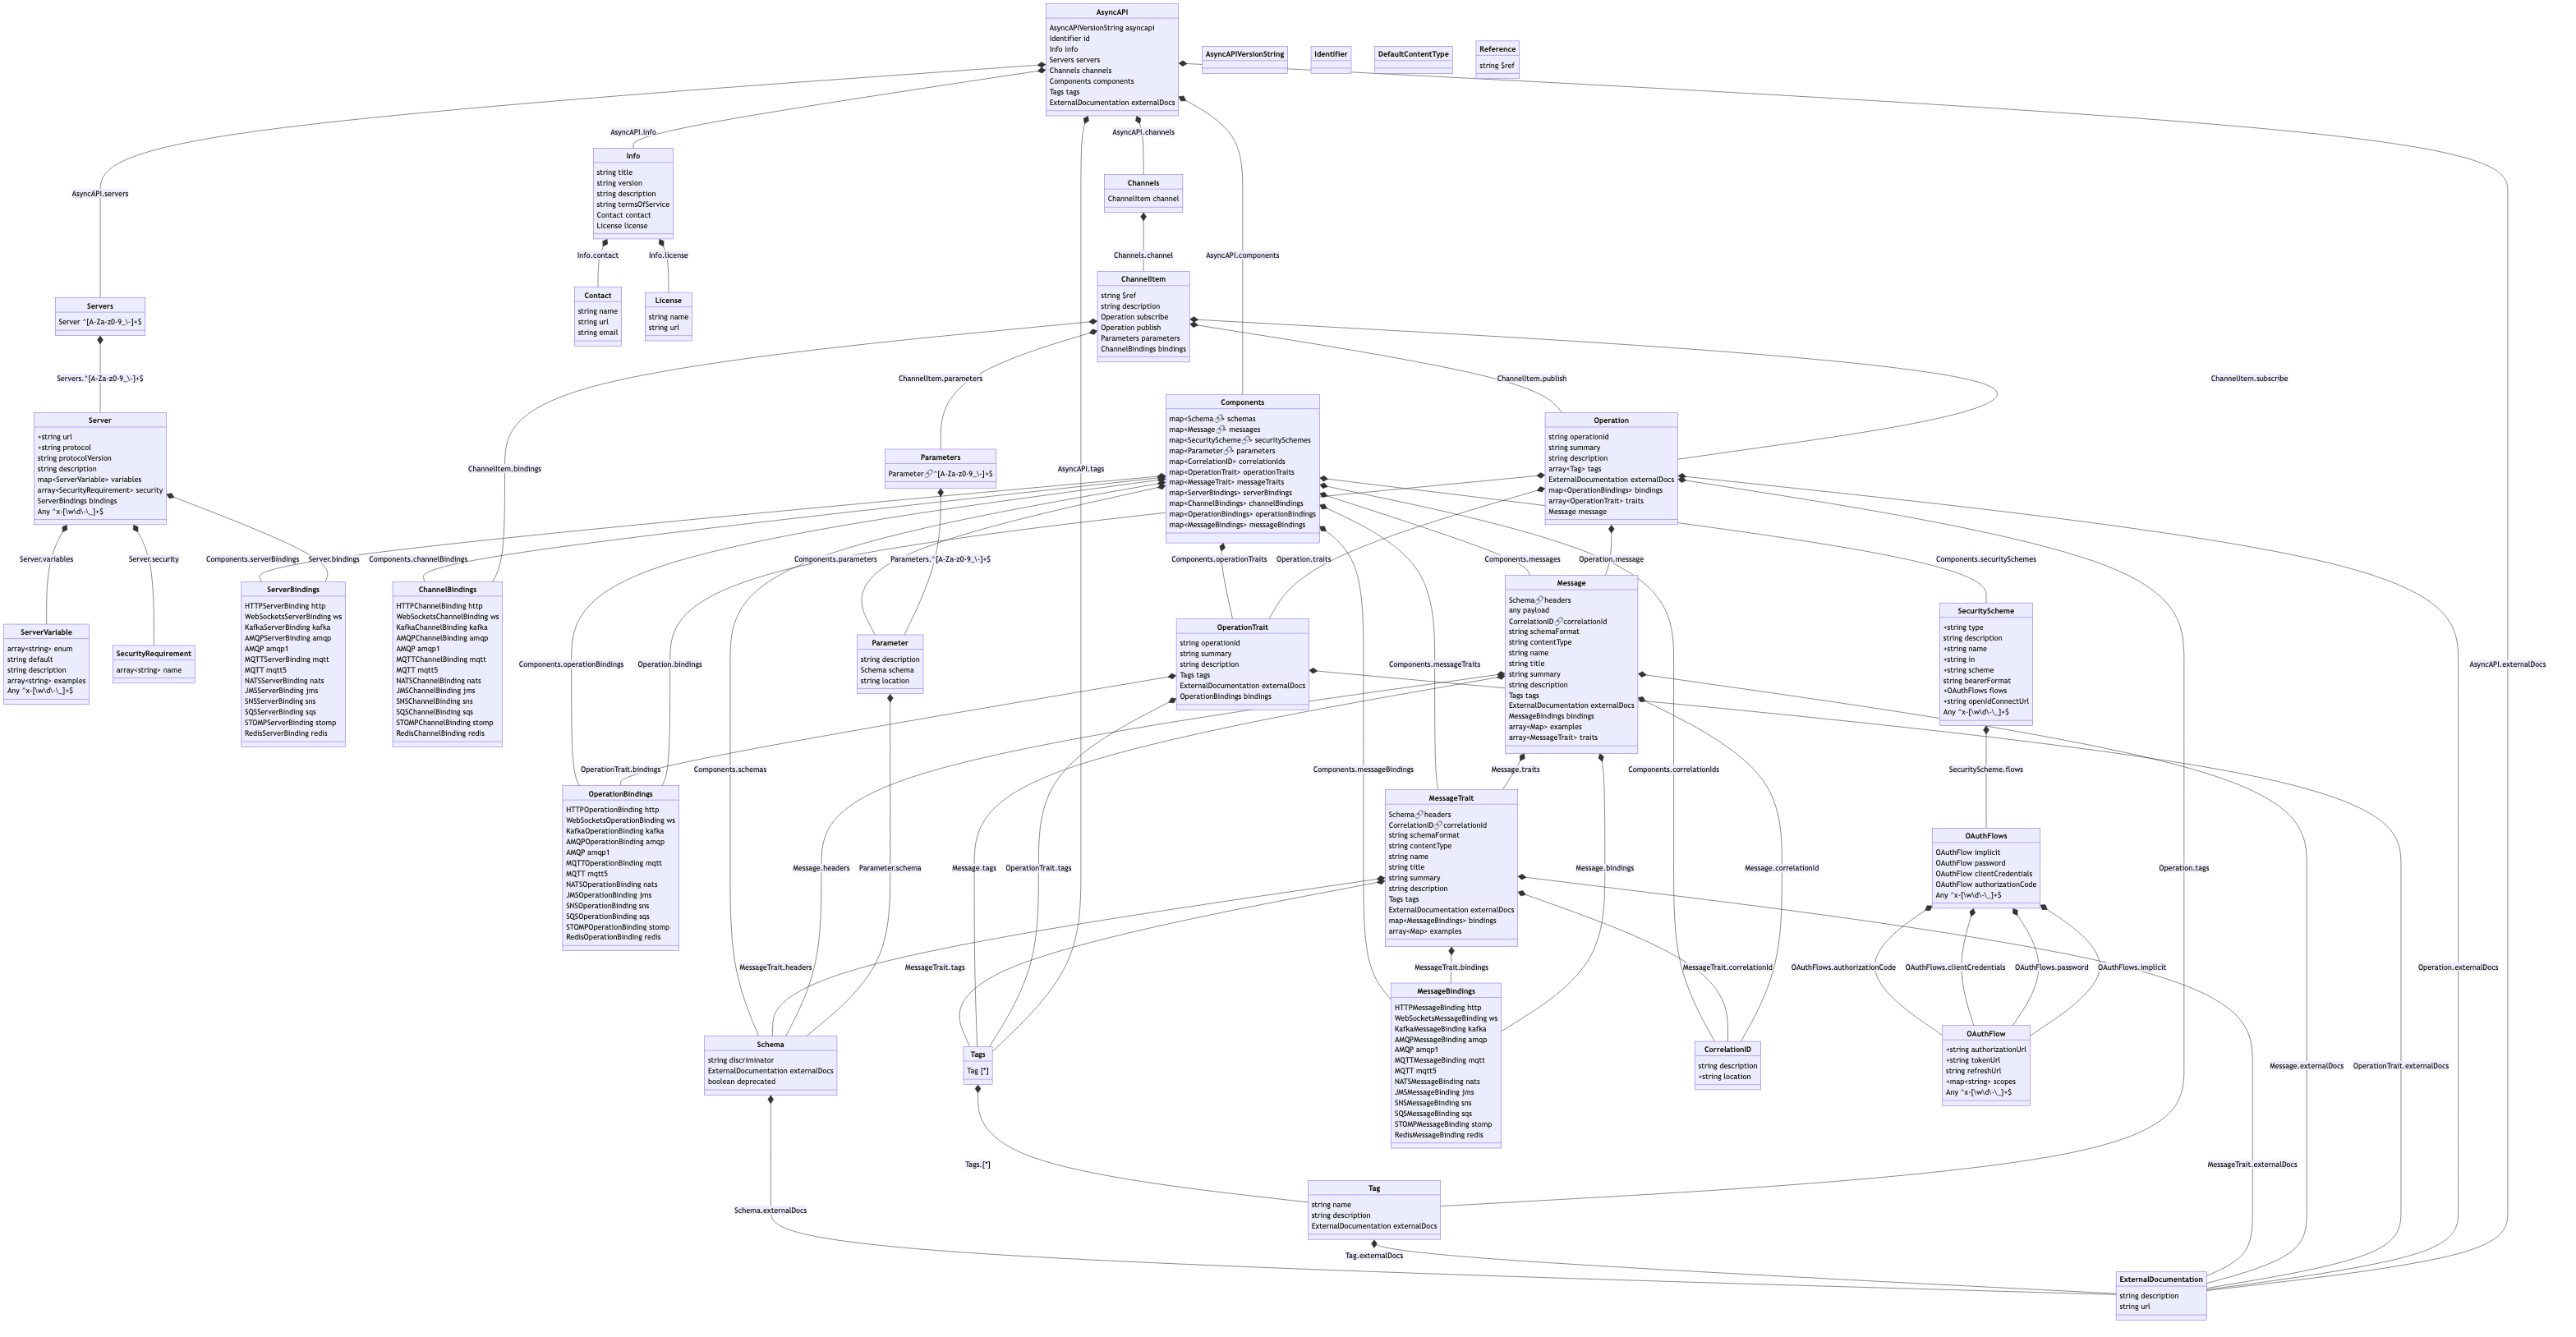 AsyncAPI
AsyncAPIVersionString asyncapi
Identifier id
Info info
Servers servers
Channels channels
Components components
Tags tags
ExternalDocumentation externalDocs
AsyncAPIVersionString
Identifier
DefaultContentType
Reference
string $ref
AsyncAPI.info
AsyncAPI.channels
Info
string title
string version
string description
string termsOfService
Contact contact
License license
AsyncAPI.servers
Channels
ChannelItem channel
Info.contact
Info.license
Channels.channel
AsyncAPI.components
Servers
Server ^[A-Za-z0-9_\-]+$
Contact
string name
string url
string email
License
string name
string url
ChannelItem
string $ref
string description
Operation subscribe
Operation publish
Parameters parameters
ChannelBindings bindings
Servers.^[A-Za-z0-9_\-]+$
ChannelItem.parameters
ChannelItem.publish
ChannelItem.subscribe
Server
+string url
+string protocol
string protocolVersion
string description
map<ServerVariable> variables
array<SecurityRequirement> security
ServerBindings bindings
Any ^x-[\w\d\-\_]+$
ChannelItem.bindings
Parameters
Parameter🔗^[A-Za-z0-9_\-]+$
AsyncAPI.tags
Components
map<Schema🔗> schemas
map<Message🔗> messages
map<SecurityScheme🔗> securitySchemes
map<Parameter🔗> parameters
map<CorrelationID> correlationIds
map<OperationTrait> operationTraits
map<MessageTrait> messageTraits
map<ServerBindings> serverBindings
map<ChannelBindings> channelBindings
map<OperationBindings> operationBindings
map<MessageBindings> messageBindings
Operation
string operationId
string summary
string description
array<Tag> tags
ExternalDocumentation externalDocs
map<OperationBindings> bindings
array<OperationTrait> traits
Message message
Server.variables
Server.security
Components.serverBindings
Server.bindings
Components.channelBindings
Components.parameters
Parameters.^[A-Za-z0-9_\-]+$
Components.operationTraits
Operation.traits
Components.messages
Operation.message
Components.securitySchemes
ServerVariable
array<string> enum
string default
string description
array<string> examples
Any ^x-[\w\d\-\_]+$
SecurityRequirement
array<string> name
ServerBindings
HTTPServerBinding http
WebSocketsServerBinding ws
KafkaServerBinding kafka
AMQPServerBinding amqp
AMQP amqp1
MQTTServerBinding mqtt
MQTT mqtt5
NATSServerBinding nats
JMSServerBinding jms
SNSServerBinding sns
SQSServerBinding sqs
STOMPServerBinding stomp
RedisServerBinding redis
ChannelBindings
HTTPChannelBinding http
WebSocketsChannelBinding ws
KafkaChannelBinding kafka
AMQPChannelBinding amqp
AMQP amqp1
MQTTChannelBinding mqtt
MQTT mqtt5
NATSChannelBinding nats
JMSChannelBinding jms
SNSChannelBinding sns
SQSChannelBinding sqs
STOMPChannelBinding stomp
RedisChannelBinding redis
Components.operationBindings
Operation.bindings
Parameter
string description
Schema schema
string location
OperationTrait
string operationId
string summary
string description
Tags tags
ExternalDocumentation externalDocs
OperationBindings bindings
Components.messageTraits
Message
Schema🔗headers
any payload
CorrelationID🔗correlationId
string schemaFormat
string contentType
string name
string title
string summary
string description
Tags tags
ExternalDocumentation externalDocs
MessageBindings bindings
array<Map> examples
array<MessageTrait> traits
SecurityScheme
+string type
string description
+string name
+string in
+string scheme
string bearerFormat
+OAuthFlows flows
+string openIdConnectUrl
Any ^x-[\w\d\-\_]+$
AsyncAPI.externalDocs
OperationTrait.bindings
Components.schemas
Components.messageBindings
Message.traits
Components.correlationIds
SecurityScheme.flows
OperationBindings
HTTPOperationBinding http
WebSocketsOperationBinding ws
KafkaOperationBinding kafka
AMQPOperationBinding amqp
AMQP amqp1
MQTTOperationBinding mqtt
MQTT mqtt5
NATSOperationBinding nats
JMSOperationBinding jms
SNSOperationBinding sns
SQSOperationBinding sqs
STOMPOperationBinding stomp
RedisOperationBinding redis
Message.headers
Parameter.schema
Message.tags
OperationTrait.tags
MessageTrait
Schema🔗headers
CorrelationID🔗correlationId
string schemaFormat
string contentType
string name
string title
string summary
string description
Tags tags
ExternalDocumentation externalDocs
map<MessageBindings> bindings
array<Map> examples
Message.bindings
Message.correlationId
OAuthFlows
OAuthFlow implicit
OAuthFlow password
OAuthFlow clientCredentials
OAuthFlow authorizationCode
Any ^x-[\w\d\-\_]+$
Operation.tags
MessageTrait.headers
MessageTrait.tags
MessageTrait.bindings
MessageTrait.correlationId
OAuthFlows.authorizationCode
OAuthFlows.clientCredentials
OAuthFlows.password
OAuthFlows.implicit
Operation.externalDocs
Schema
string discriminator
ExternalDocumentation externalDocs
boolean deprecated
Tags
Tag [*]
MessageBindings
HTTPMessageBinding http
WebSocketsMessageBinding ws
KafkaMessageBinding kafka
AMQPMessageBinding amqp
AMQP amqp1
MQTTMessageBinding mqtt
MQTT mqtt5
NATSMessageBinding nats
JMSMessageBinding jms
SNSMessageBinding sns
SQSMessageBinding sqs
STOMPMessageBinding stomp
RedisMessageBinding redis
CorrelationID
string description
+string location
OAuthFlow
+string authorizationUrl
+string tokenUrl
string refreshUrl
+map<string> scopes
Any ^x-[\w\d\-\_]+$
Message.externalDocs
OperationTrait.externalDocs
Tags.[*]
MessageTrait.externalDocs
Schema.externalDocs
Tag
string name
string description
ExternalDocumentation externalDocs
Tag.externalDocs
ExternalDocumentation
string description
string url